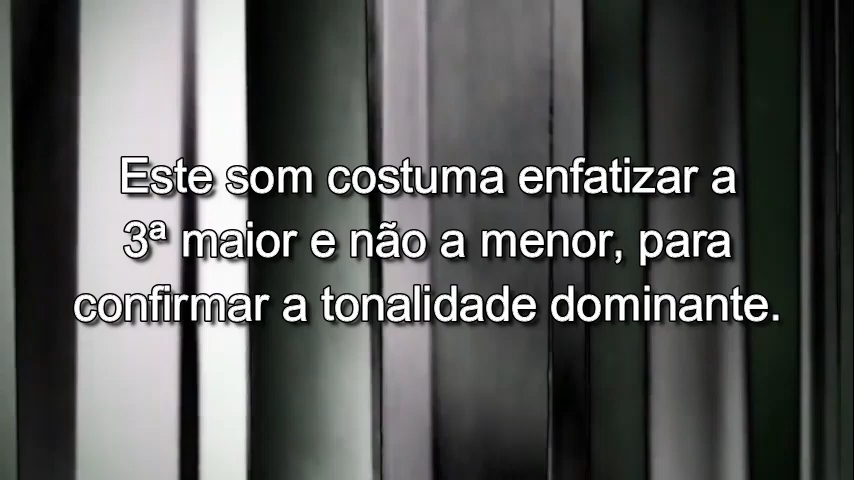 Este som costuma enfatizar a
3ª maior e não a menor, para
confirmar a tonalidade dominante.